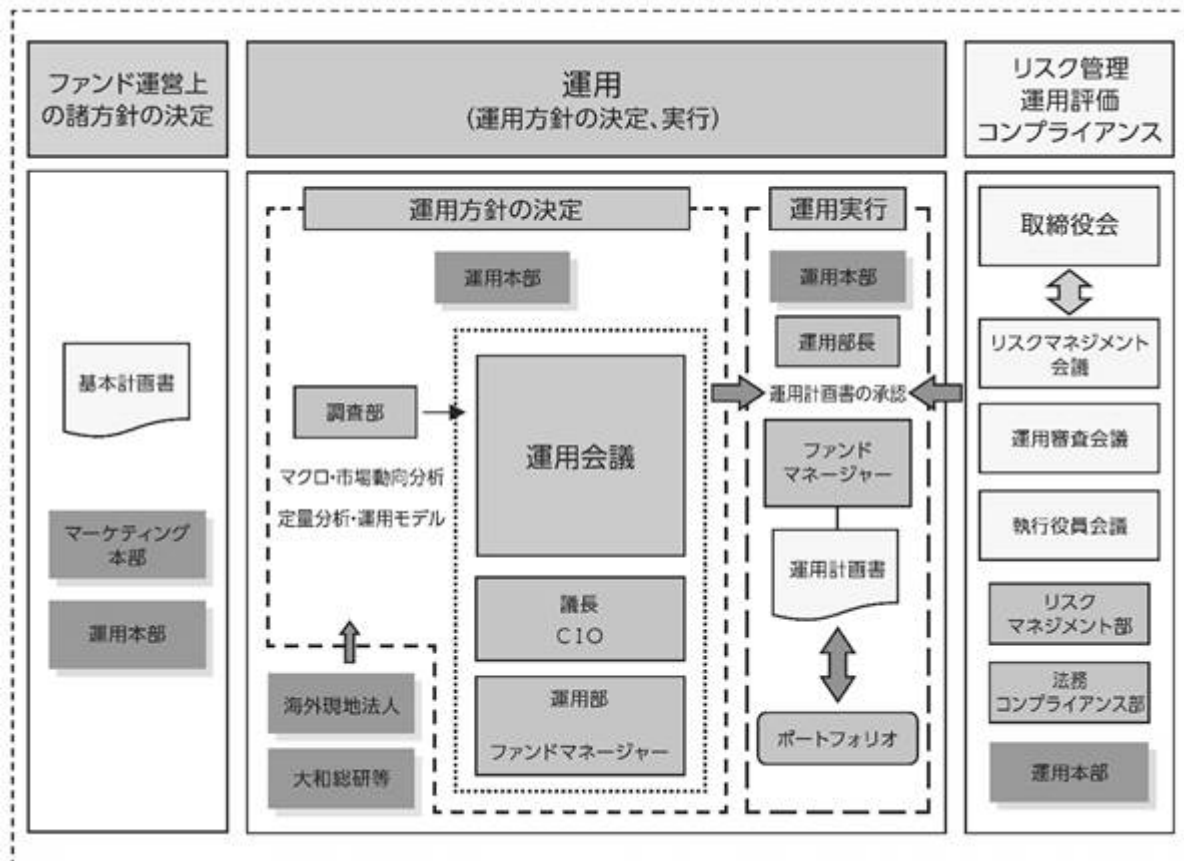 ファンド運営上
の諸方針の決定
運用
(運用方針の決定、実行)
リスク管理
運用評価
コンプライアンス
基本計画書
マーケティング
本部
運用本部
運用方針の決定
運用本部
調査部
マクロ・市場動向分析
定量分析・運用モデル
海外現地法人
大和総研等
運用会議
議長
CIO
運用部
ファンドマネージャー
運用実行
運用本部
運用部長
運用計画書の承認
ファンド
マネージャー
運用計画書
ポートフォリオ
取締役会
リスクマネジメント
会議
運用審査会議
執行役員会議
リスク
マネジメント部
法務
コンプライアンス部
運用本部